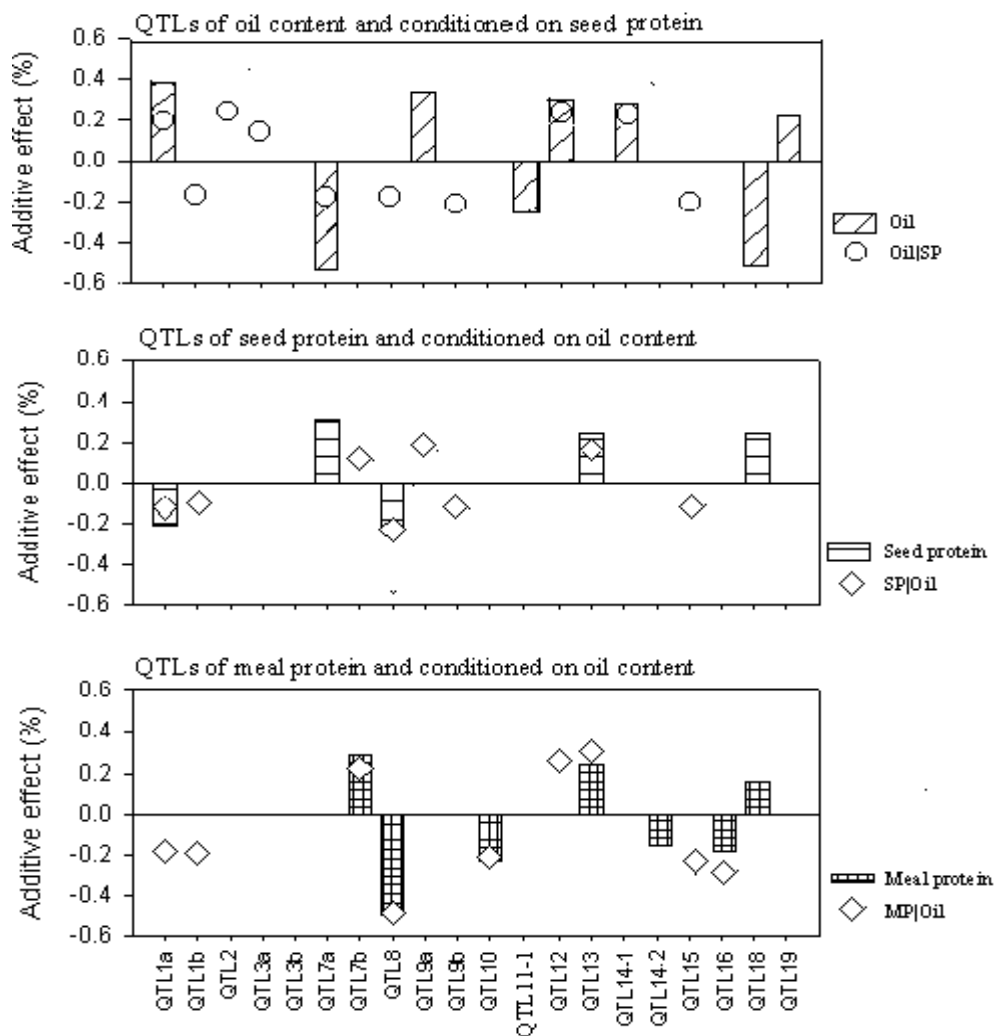 QTLs of oil content and conditioned on seed protein
Additive effect (%)
0.6
0.4
0.2
0.0
-0.2
-0.4
-0.6
Oil
Oil|SP
QTLs of seed protein and conditioned on oil content
Additive effect (%)
0.6
0.4
0.2
0.0
-0.2
-0.4
-0.6
Seed protein
SP|Oil
QTLs of meal protein and conditioned on oil content
Additive effect (%)
0.6
0.4
0.2
0.0
-0.2
-0.4
-0.6
Meal protein
MP|Oil
QTL1a
QTL1b
QTL2
QTL3a
QTL3b
QTL7a
QTL7b
QTL8
QTL9a
QTL9b
QTL10
QTL11-1
QTL12
QTL13
QTL14-1
QTL14-2
QTL15
QTL16
QTL18
QTL19